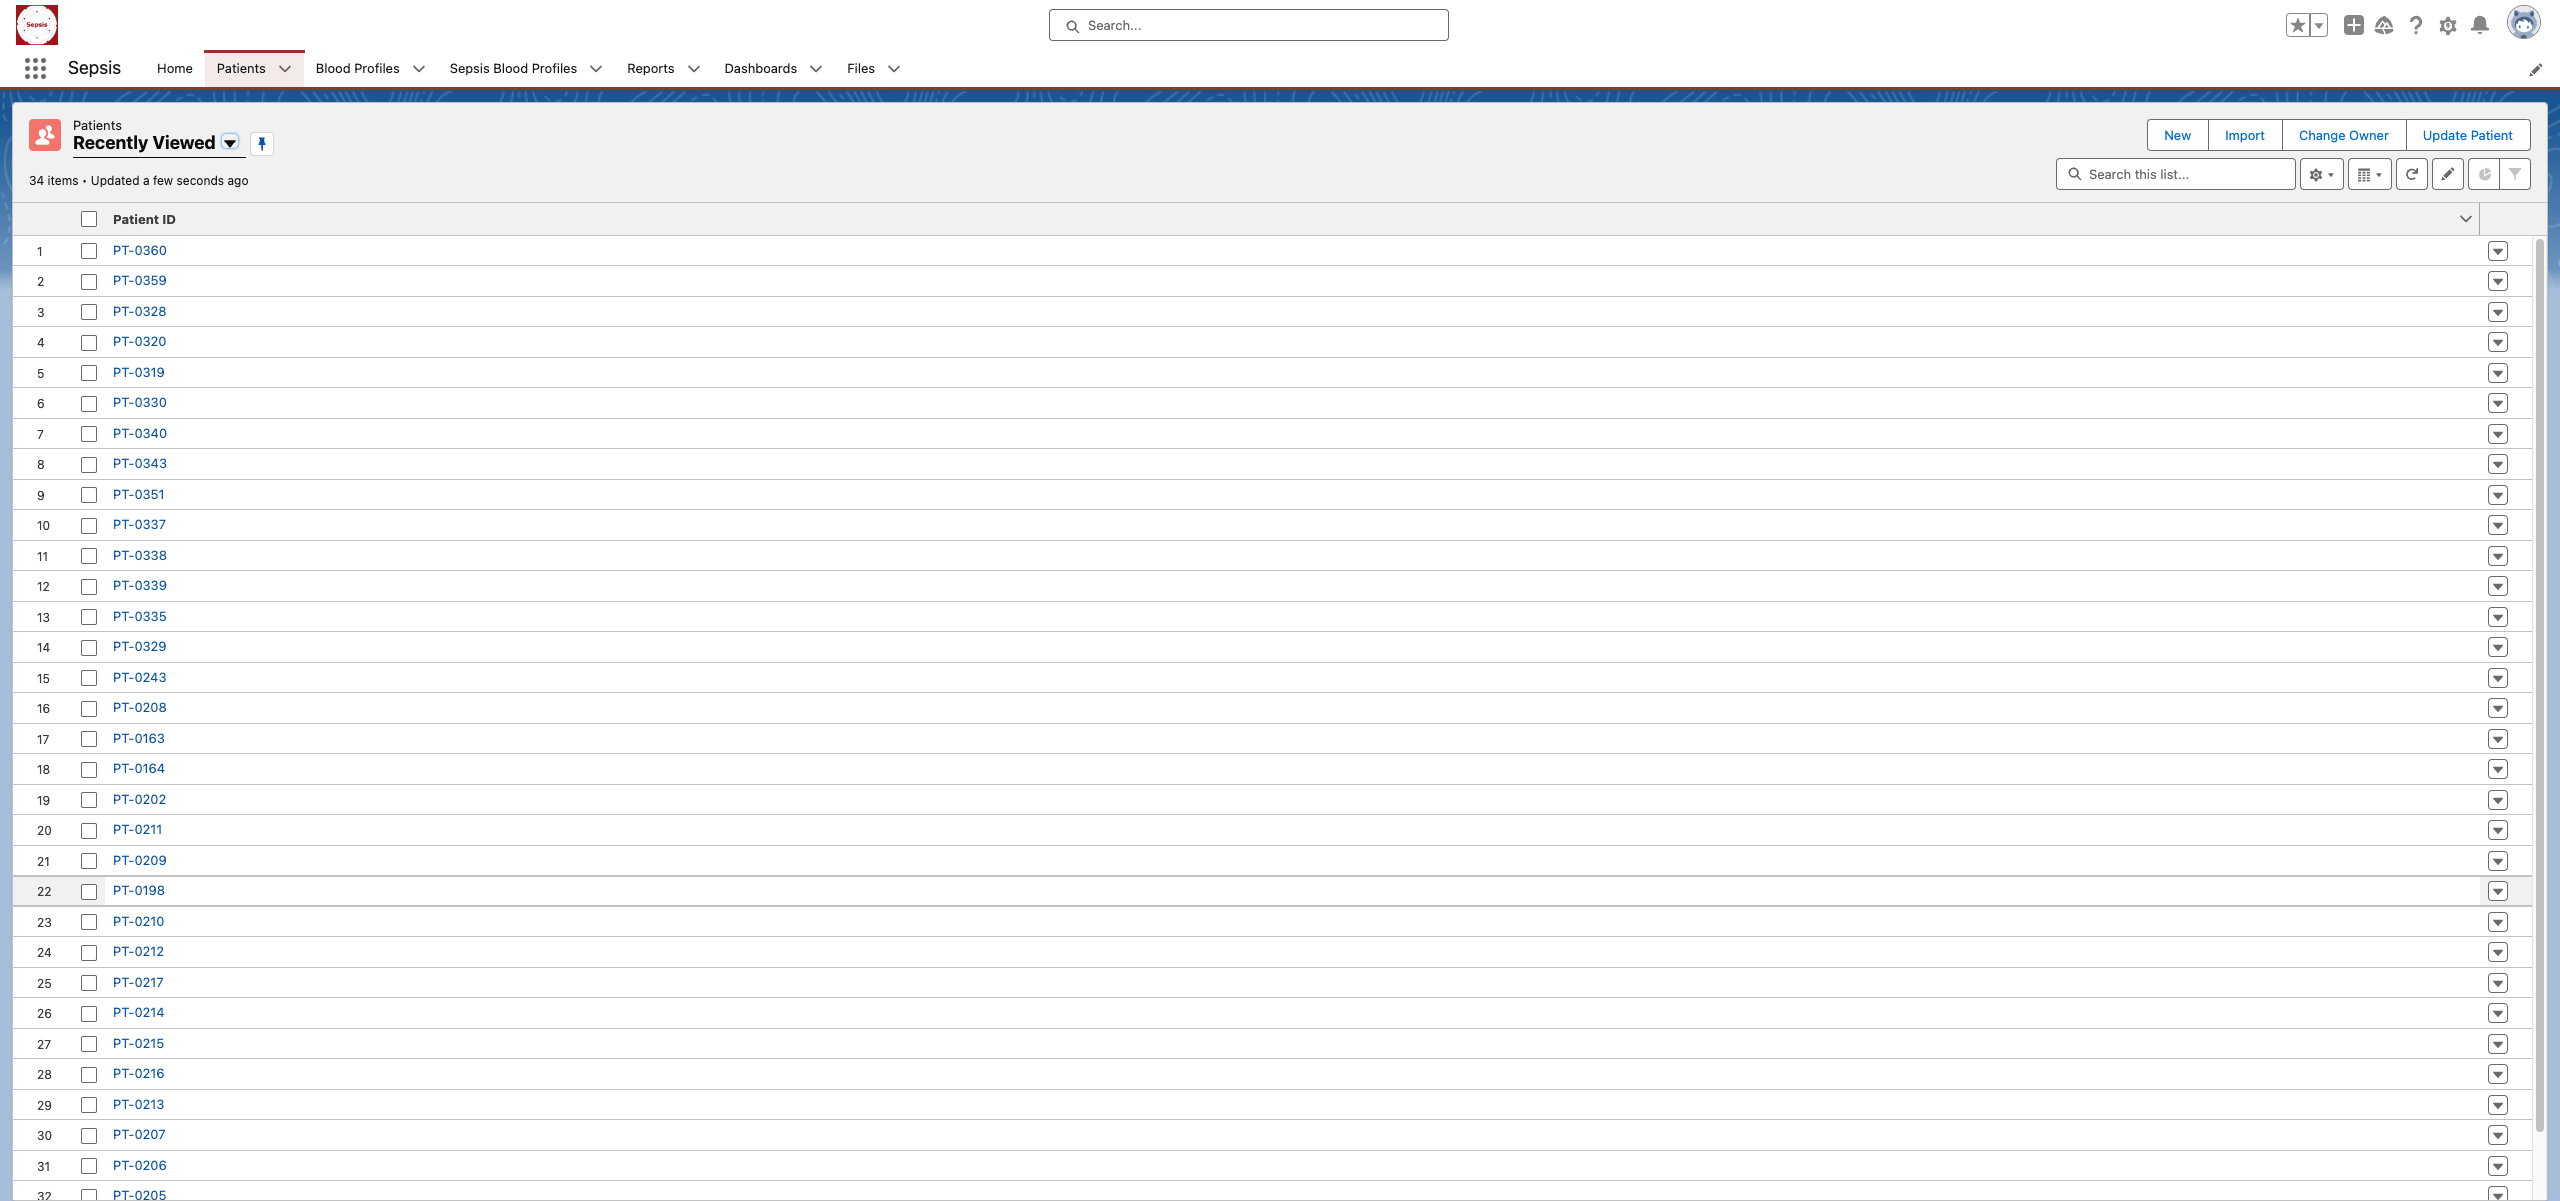 Sepsis
Search...
Sepsis
Home
Patients
Blood Profiles
Sepsis Blood Profiles
Reports
Dashboards
Files
Patients
Recently Viewed
New
Import
Change Owner
Update Patient
34 items • Updated a few seconds ago
Search this list...
Patient ID
1 PT-0360
2 PT-0359
3 PT-0328
4 PT-0320
5 PT-0319
6 PT-0330
7 PT-0340
8 PT-0343
9 PT-0351
10 PT-0337
11 PT-0338
12 PT-0339
13 PT-0335
14 PT-0329
15 PT-0243
16 PT-0208
17 PT-0163
18 PT-0164
19 PT-0202
20 PT-0211
21 PT-0209
22 PT-0198
23 PT-0210
24 PT-0212
25 PT-0217
26 PT-0214
27 PT-0215
28 PT-0216
29 PT-0213
30 PT-0207
31 PT-0206
32 PT-0205